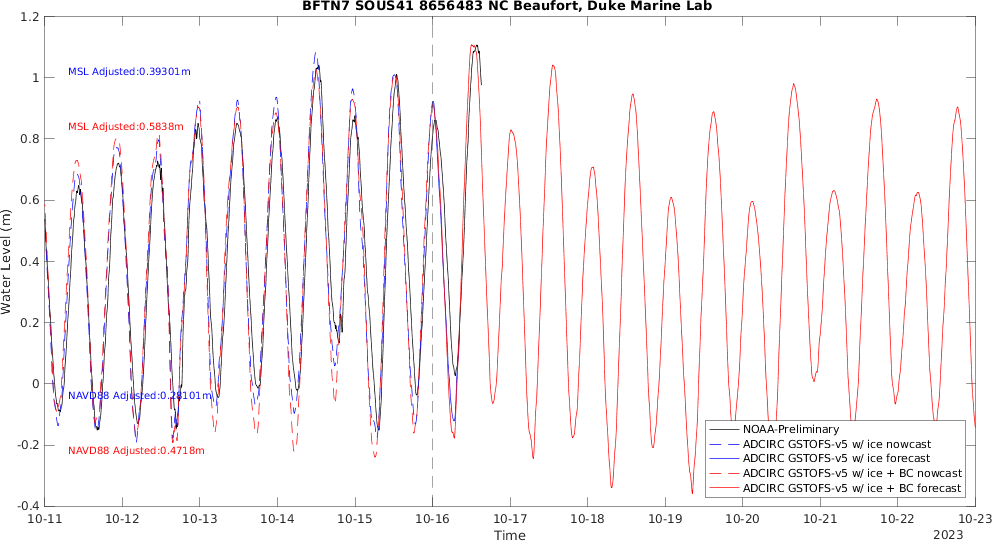 BFTN7 SOUS41 8656483 NC Beaufort, Duke Marine Lab
1.2
1
0.8
0.6
0.4
0.2
0
-0.2
-0.4
Water Level (m)
MSL Adjusted:0.39301m
MSL Adjusted:0.5838m
NAVD88 Adjusted:0.28101m
NAVD88 Adjusted:0.4718m
NOAA-Preliminary
ADCIRC GSTOFS-v5 w/ ice nowcast
ADCIRC GSTOFS-v5 w/ ice forecast
ADCIRC GSTOFS-v5 w/ ice + BC nowcast
ADCIRC GSTOFS-v5 w/ ice + BC forecast
10-11 10-12 10-13 10-14 10-15 10-16 10-17 10-18 10-19 10-20 10-21 10-22 10-23
Time
2023